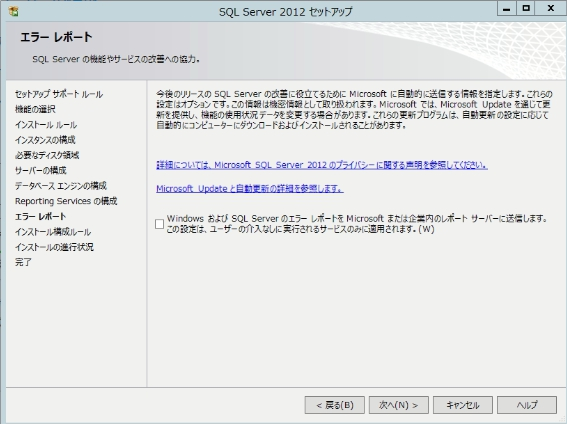 SQL Server 2012 セットアップ
エラー レポート
SQL Server の機能やサービスの改善への協力。
セットアップ サポート ルール
機能の選択
インストール ルール
インスタンスの構成
必要なディスク領域
サーバーの構成
データベース エンジンの構成
Reporting Services の構成
エラー レポート
インストール構成ルール
インストールの進行状況
完了
今後のリリースの SQL Server の改善に役立てるために Microsoft に自動的に送信する情報を指定します。これらの
設定はオプションです。この情報は機密情報として取り扱われます。Microsoft では、Microsoft Update を通じて更
新を提供し、機能の使用状況データを変更する場合があります。これらの更新プログラムは、自動更新の設定に応じて
自動的にコンピューターにダウンロードおよびインストールされることがあります。
詳細については、Microsoft SQL Server 2012 のプライバシーに関する声明を参照してください。
Microsoft Update と自動更新の詳細を参照します。
Windows および SQL Server のエラー レポートを Microsoft または企業内のレポート サーバーに送信します。
この設定は、ユーザーの介入なしに実行されるサービスのみに適用されます。(W)
< 戻る(B)
次へ(N) >
キャンセル
ヘルプ